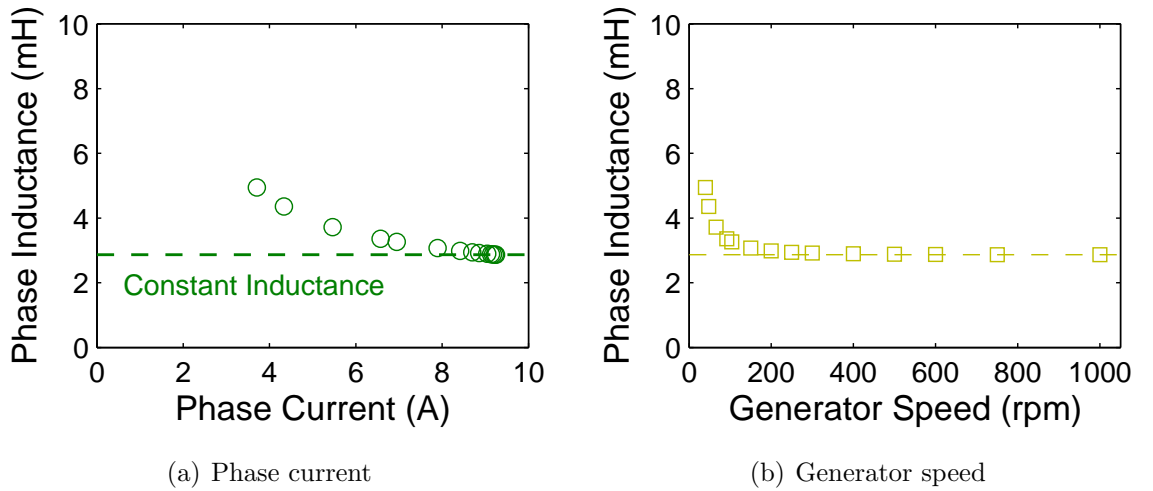 Phase Inductance (mH)
10
8
6
4
2
0
Constant Inductance
0 2 4 6 8 10
Phase Current (A)
(a) Phase current
Phase Inductance (mH)
10
8
6
4
2
0
0 200 400 600 800 1000
Generator Speed (rpm)
(b) Generator speed